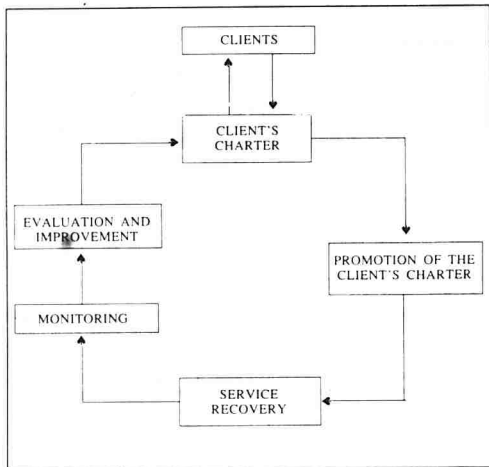 CLIENTS
CLIENT'S
CHARTER
EVALUATION AND
IMPROVEMENT
PROMOTION OF THE
CLIENT'S CHARTER
MONITORING
SERVICE
RECOVERY